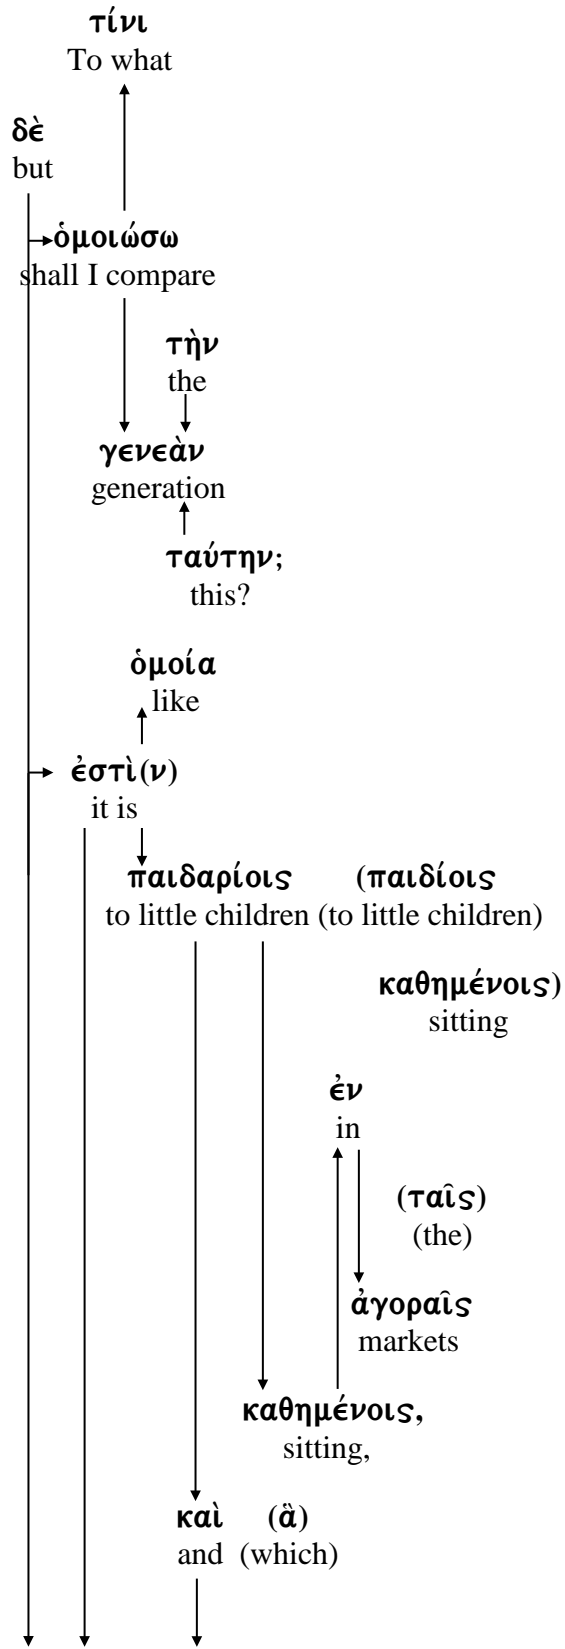 τίνι
To what
δὲ
but
ὁμοιώσω
shall I compare
τὴν
the
γενεὰν
generation
ταύτην;
this?
ὁμοία
like
ἐστὶ(ν)
it is
παιδαρίοις (παιδίοις
to little children (to little children)
καθημένοις)
sitting
ἐν
in
(ταῖς)
(the)
ἀγοραῖς
markets
καθημένοις,
sitting,
καὶ (ἃ)
and (which)